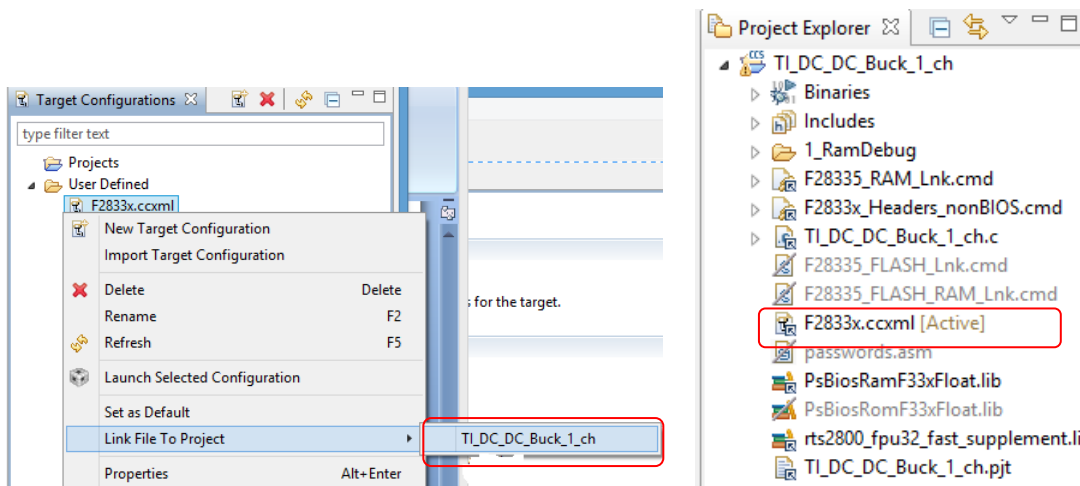 Target Configurations
type filter text
Projects
User Defined
F2833x.ccxml
New Target Configuration
Import Target Configuration
Delete Delete
Rename F2
Refresh F5
Launch Selected Configuration
Set as Default
Link File To Project
TI_DC_DC_Buck_1_ch
Properties Alt+Enter
s for the target.
Project Explorer
TI_DC_DC_Buck_1_ch
Binaries
Includes
1_RamDebug
F28335_RAM_Lnk.cmd
F2833x_Headers_nonBIOS.cmd
TI_DC_DC_Buck_1_ch.c
F28335_FLASH_Lnk.cmd
F28335_FLASH_RAM_Lnk.cmd
F2833x.ccxml [Active]
passwords.asm
PsBiosRamF33xFloat.lib
PsBiosRomF33xFloat.lib
rts2800_fpu32_fast_supplement.li
TI_DC_DC_Buck_1_ch.pjt